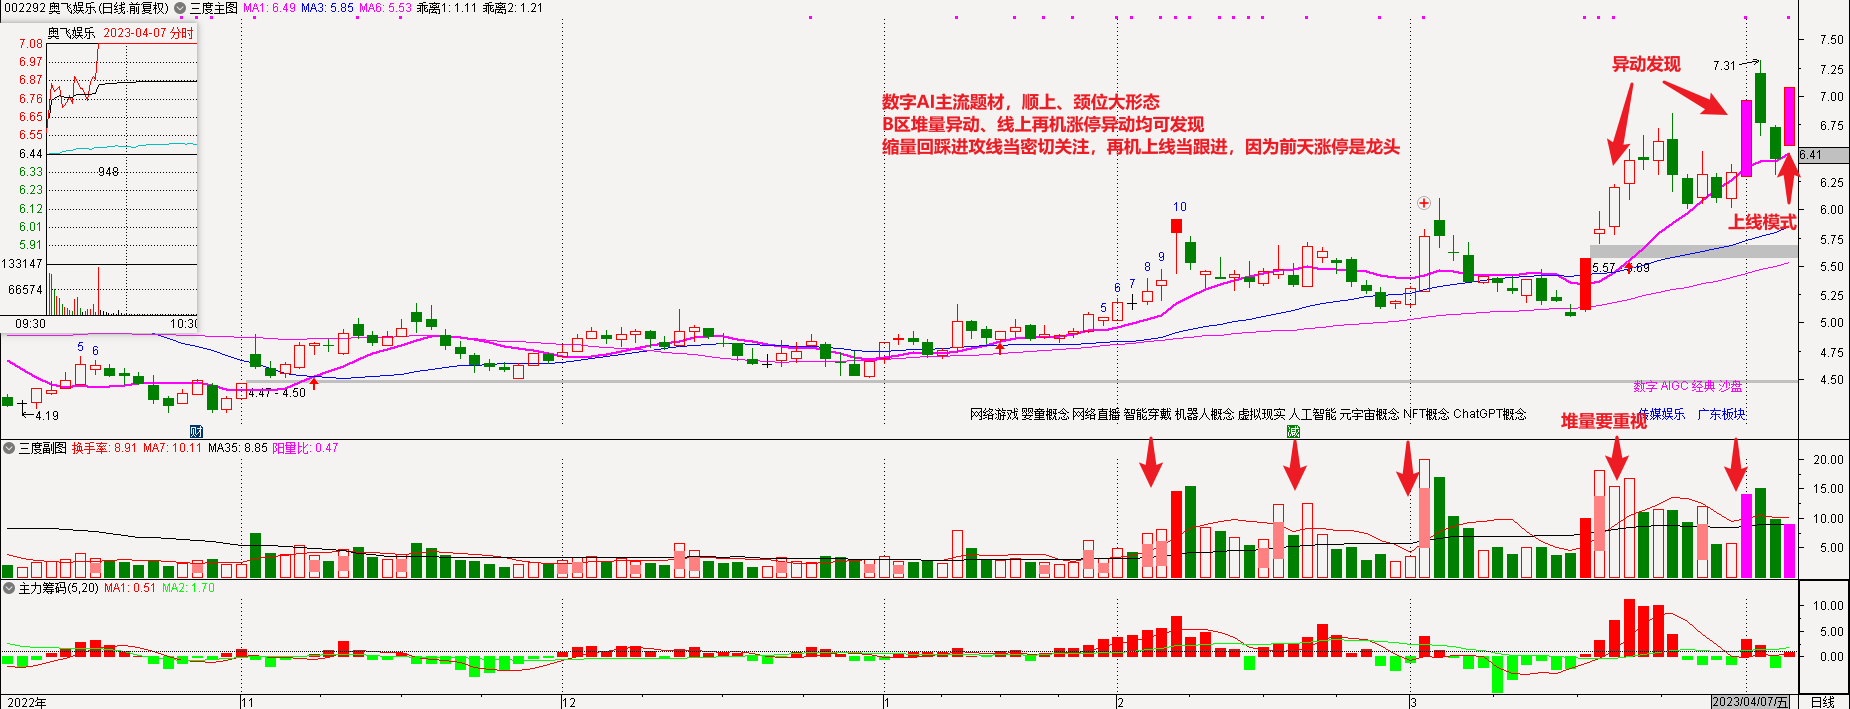 002292 奥飞娱乐(日线.前复权) 三度主图 MA1: 6.49 MA3: 5.85 MA6: 5.53 乖离1: 1.11 乖离2: 1.21
奥飞娱乐 2023-04-07 分时
7.08
6.97
6.87
6.76
6.65
6.55
6.44
6.33
6.23
6.12
6.01
5.91
948
133147
66574
09:30 10:30
数字AI主流题材，顺上、颈位大形态
B区堆量异动、线上再机涨停异动均可发现
缩量回踩进攻线当密切关注，再机上线当跟进，因为前天涨停是龙头
异动发现
7.31
上线模式
7.50
7.25
7.00
6.75
6.41
6.25
6.00
5.75
5.50
5.25
5.00
4.75
4.50
5 6
4.19
4.47 - 4.50
5 6 7 8 9 10
5.57 - 5.69
数字 AIGC 经典 沙盘
网络游戏 婴童概念 网络直播 智能穿戴 机器人概念 虚拟现实 人工智能 元宇宙概念 NFT概念 ChatGPT概念
传媒娱乐 广东板块
堆量要重视
财
减
三度副图 换手率: 8.91 MA7: 10.11 MA35: 8.85 阳量比: 0.47
20.00
15.00
10.00
5.00
主力筹码(5,20) MA1: 0.51 MA2: 1.70
10.00
5.00
0.00
2022年 11 12 1 2 3 2023/04/07/五 日线